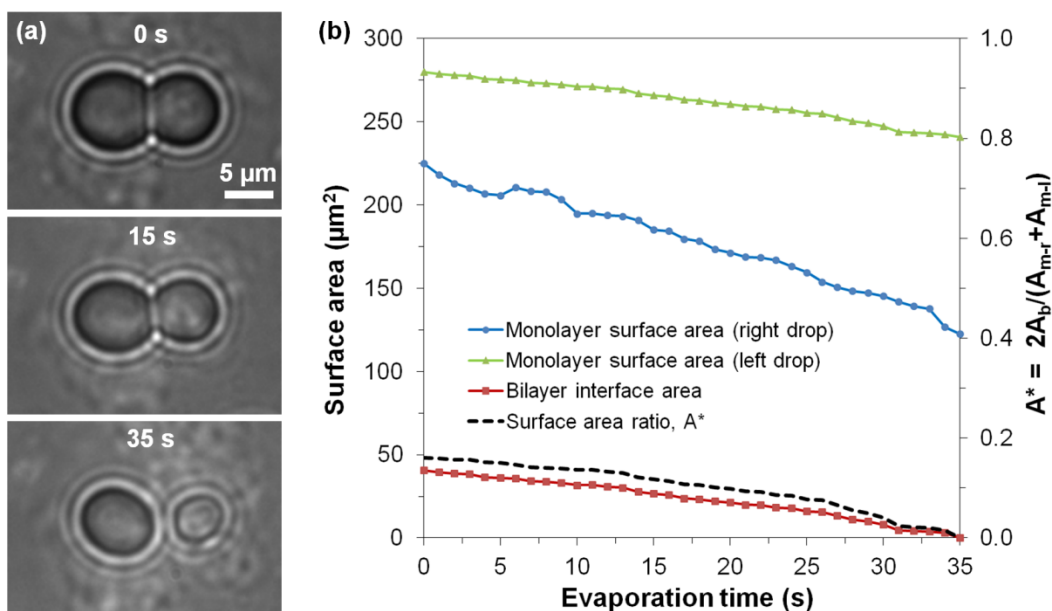 (a)
0 s
5 µm
15 s
35 s
(b)
300
250
200
150
100
50
0
Surface area (µm²)
1.0
0.8
0.6
0.4
0.2
0.0
A* = 2A_b/(A_m-r+A_m-l)
Monolayer surface area (right drop)
Monolayer surface area (left drop)
Bilayer interface area
Surface area ratio, A*
0 5 10 15 20 25 30 35
Evaporation time (s)